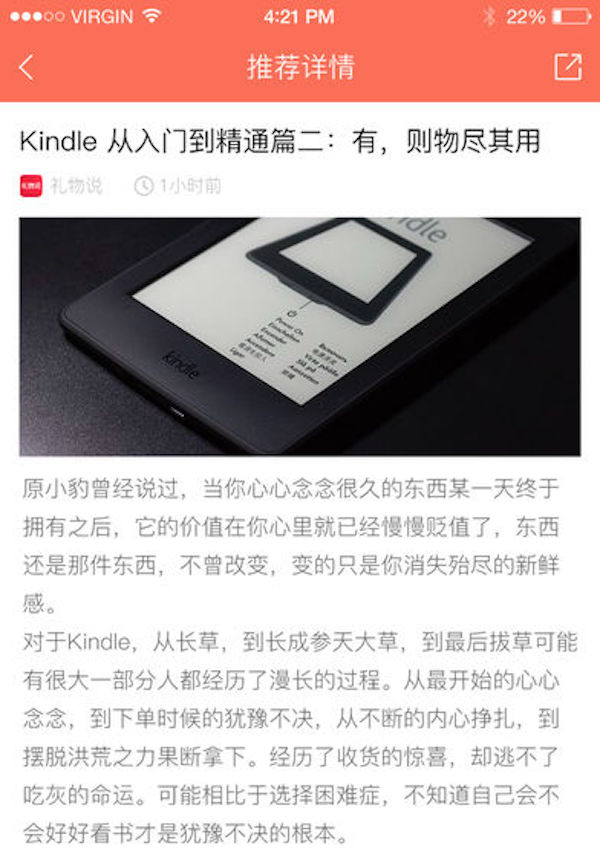 VIRGIN
4:21 PM
22%
推荐详情
Kindle 从入门到精通篇二：有，则物尽其用
礼物说
礼物说
1小时前
kindle
Power On
Einschalten
Encender
Allumer
Accendere
Ligar
kindle
原小豹曾经说过，当你心心念念很久的东西某一天终于
拥有之后，它的价值在你心里就已经慢慢贬值了，东西
还是那件东西，不曾改变，变的只是你消失殆尽的新鲜
感。
对于Kindle，从长草，到长成参天大草，到最后拔草可能
有很大一部分人都经历了漫长的过程。从最开始的心心
念念，到下单时候的犹豫不决，从不断的内心挣扎，到
摆脱洪荒之力果断拿下。经历了收货的惊喜，却逃不了
吃灰的命运。可能相比于选择困难症，不知道自己会不
会好好看书才是犹豫不决的根本。